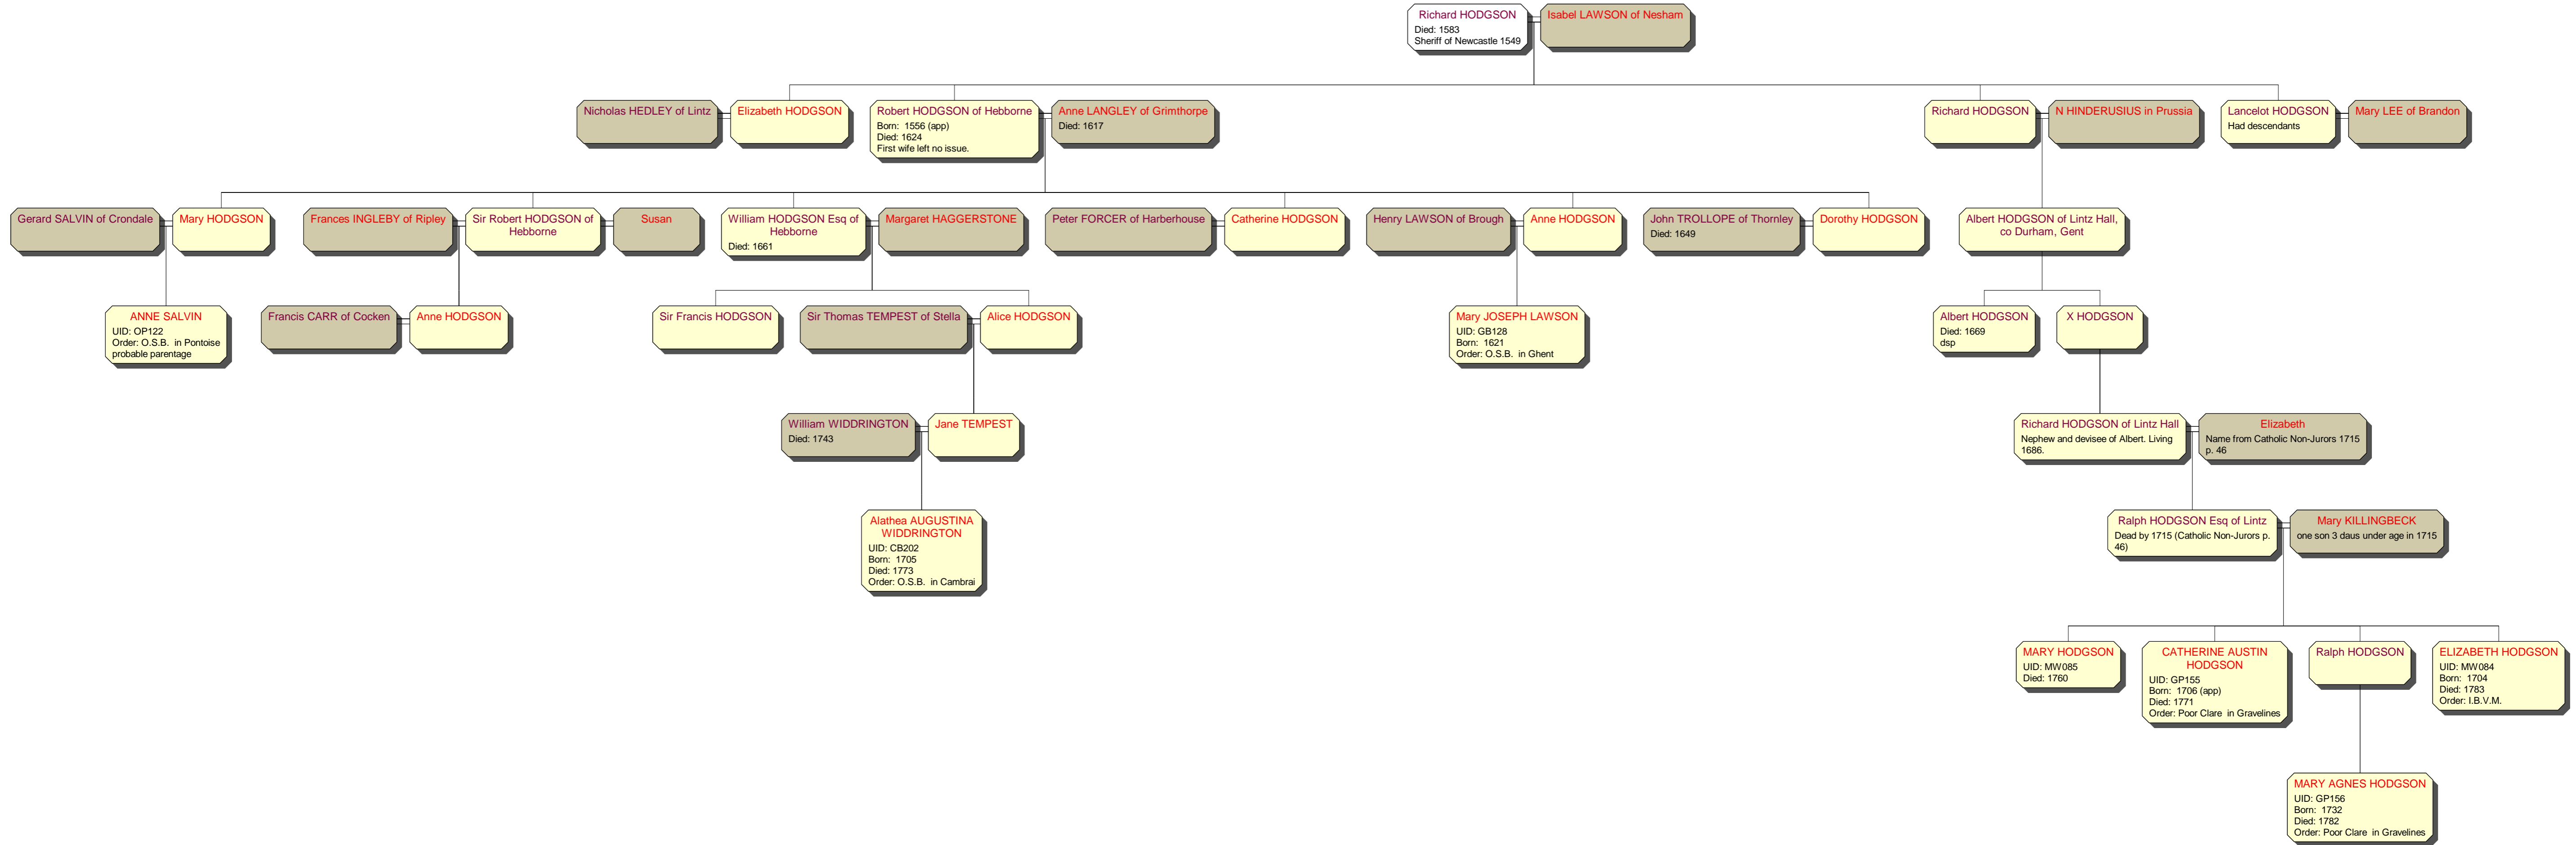 Richard HODGSON
Died: 1583
Sheriff of Newcastle 1549
Isabel LAWSON of Nesham
Nicholas HEDLEY of Lintz
Elizabeth HODGSON
Robert HODGSON of Hebborne
Born: 1556 (app)
Died: 1624
First wife left no issue.
Anne LANGLEY of Grimthorpe
Died: 1617
Richard HODGSON
N HINDERUSIUS in Prussia
Lancelot HODGSON
Had descendants
Mary LEE of Brandon
Gerard SALVIN of Crondale
Mary HODGSON
Frances INGLEBY of Ripley
Sir Robert HODGSON of
Hebborne
Susan
William HODGSON Esq of
Hebborne
Died: 1661
Margaret HAGGERSTONE
Peter FORCER of Harberhouse
Catherine HODGSON
Henry LAWSON of Brough
Anne HODGSON
John TROLLOPE of Thornley
Died: 1649
Dorothy HODGSON
Albert HODGSON of Lintz Hall,
co Durham, Gent
ANNE SALVIN
UID: OP122
Order: O.S.B. in Pontoise
probable parentage
Francis CARR of Cocken
Anne HODGSON
Sir Francis HODGSON
Sir Thomas TEMPEST of Stella
Alice HODGSON
Mary JOSEPH LAWSON
UID: GB128
Born: 1621
Order: O.S.B. in Ghent
Albert HODGSON
Died: 1669
dsp
X HODGSON
William WIDDRINGTON
Died: 1743
Jane TEMPEST
Richard HODGSON of Lintz Hall
Nephew and devisee of Albert. Living
1686.
Elizabeth
Name from Catholic Non-Jurors 1715
p. 46
Alathea AUGUSTINA
WIDDRINGTON
UID: CB202
Born: 1705
Died: 1773
Order: O.S.B. in Cambrai
Ralph HODGSON Esq of Lintz
Dead by 1715 (Catholic Non-Jurors p.
46)
Mary KILLINGBECK
one son 3 daus under age in 1715
MARY HODGSON
UID: MW085
Died: 1760
CATHERINE AUSTIN
HODGSON
UID: GP155
Born: 1706 (app)
Died: 1771
Order: Poor Clare in Gravelines
Ralph HODGSON
ELIZABETH HODGSON
UID: MW084
Born: 1704
Died: 1783
Order: I.B.V.M.
MARY AGNES HODGSON
UID: GP156
Born: 1732
Died: 1782
Order: Poor Clare in Gravelines